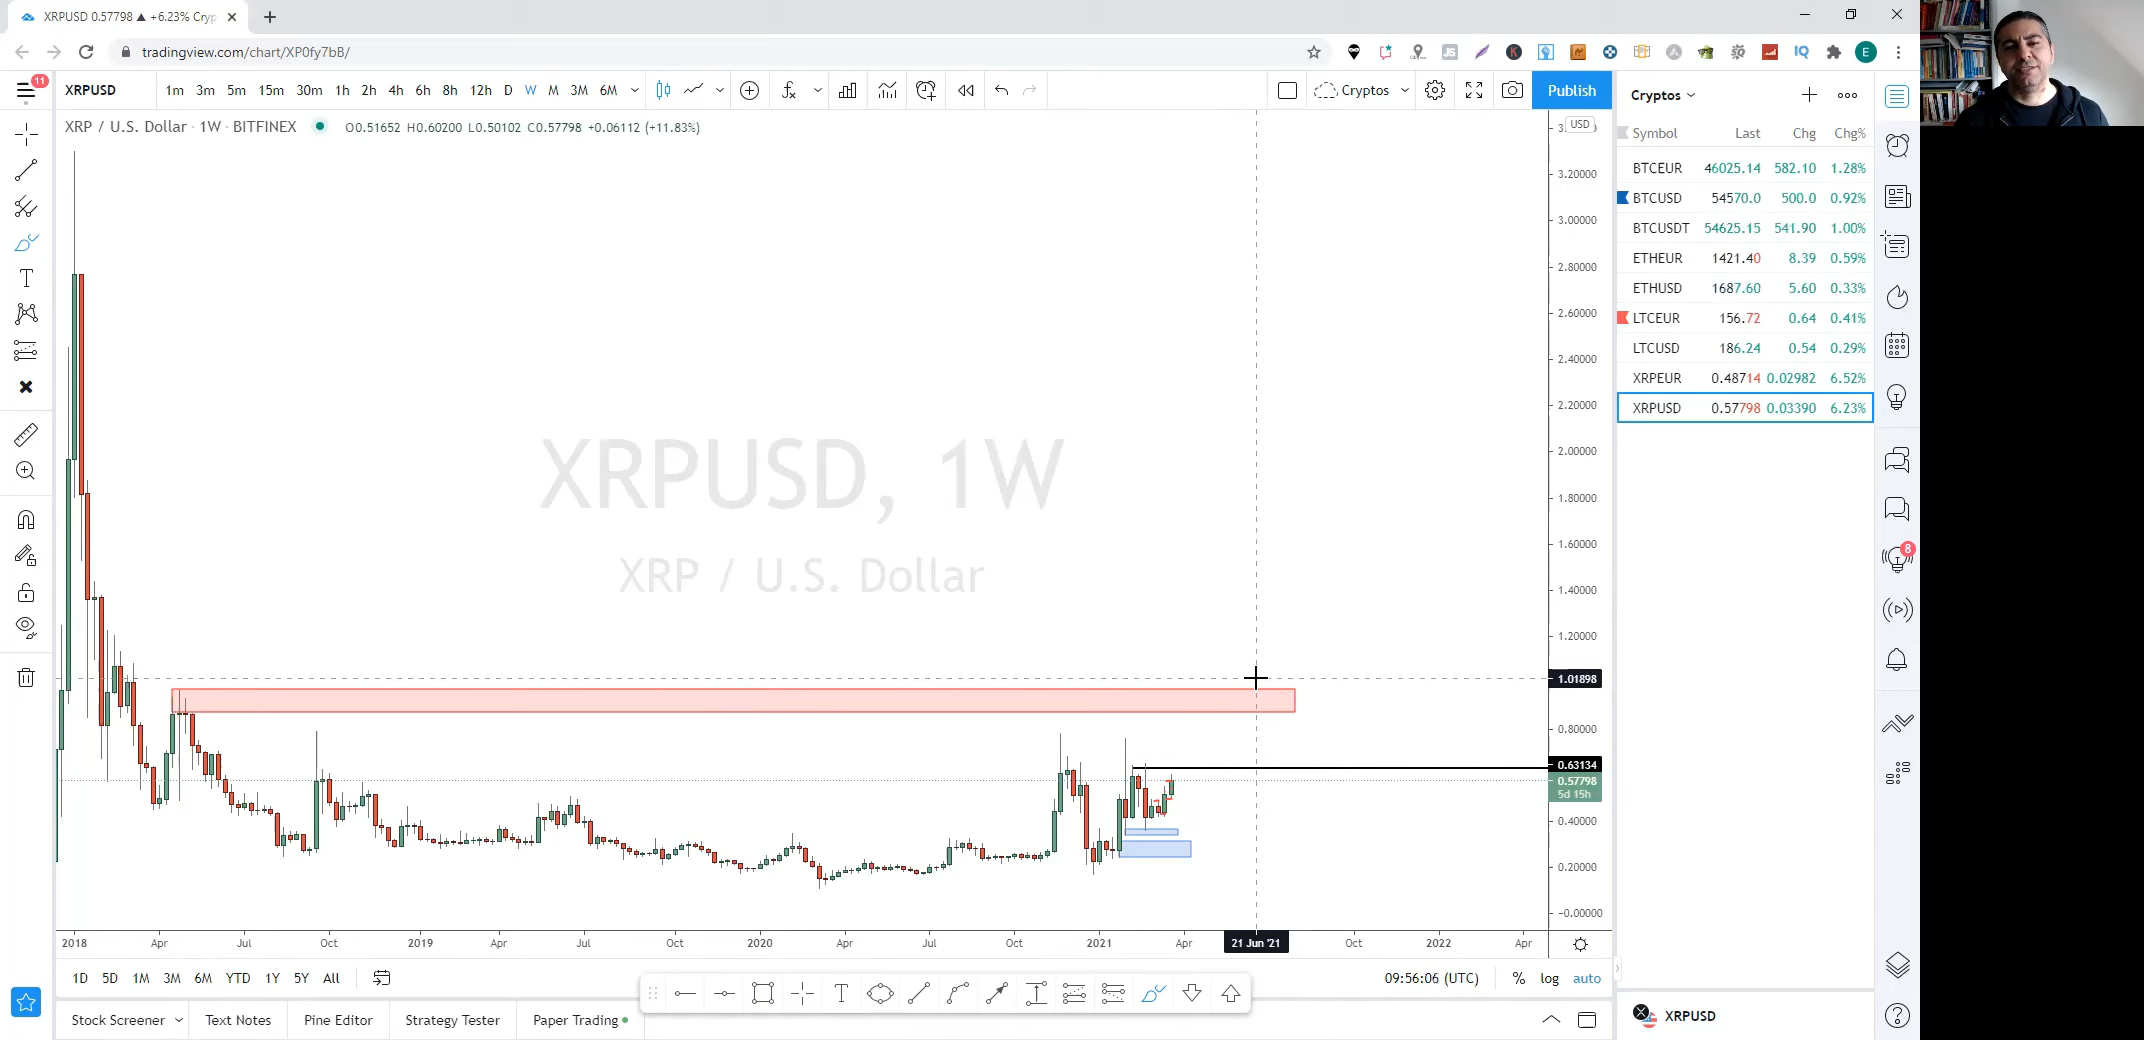 XRPUSD 0.57798 ▲ +6.23% Cryp
tradingview.com/chart/XP0fy7bB/
11
XRPUSD 1m 3m 5m 15m 30m 1h 2h 4h 6h 8h 12h D W M 3M 6M Cryptos Publish
XRP / U.S. Dollar · 1W · BITFINEX O0.51652 H0.60200 L0.50102 C0.57798 +0.06112 (+11.83%)
USD
3.20000
3.00000
2.80000
2.60000
2.40000
2.20000
2.00000
1.80000
1.60000
1.40000
1.20000
1.01898
0.80000
0.63134
0.57798
5d 15h
0.40000
0.20000
-0.00000
XRPUSD, 1W
XRP / U.S. Dollar
2018 Apr Jul Oct 2019 Apr Jul Oct 2020 Apr Jul Oct 2021 Apr 21 Jun '21 Oct 2022 Apr
1D 5D 1M 3M 6M YTD 1Y 5Y All 09:56:06 (UTC) % log auto
Stock Screener Text Notes Pine Editor Strategy Tester Paper Trading
Cryptos
Symbol Last Chg Chg%
BTCEUR 46025.14 582.10 1.28%
BTCUSD 54570.0 500.0 0.92%
BTCUSDT 54625.15 541.90 1.00%
ETHEUR 1421.40 8.39 0.59%
ETHUSD 1687.60 5.60 0.33%
LTCEUR 156.72 0.64 0.41%
LTCUSD 186.24 0.54 0.29%
XRPEUR 0.48714 0.02982 6.52%
XRPUSD 0.57798 0.03390 6.23%
8
XRPUSD